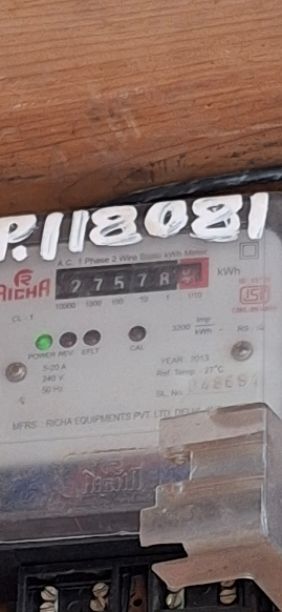 P.118081
A.C. 1 Phase 2 Wire Static kWh Meter
RICHA
27578
kWh
10000 1000 100 10 1 1/10
CL : 1
POWER REV EFLT CAL
3200 imp/kWh
RS :
5-20 A
240 V
50 Hz
YEAR : 2013
Ref. Temp : 27°C
SL. No.
MFRS : RICHA EQUIPMENTS PVT. LTD.